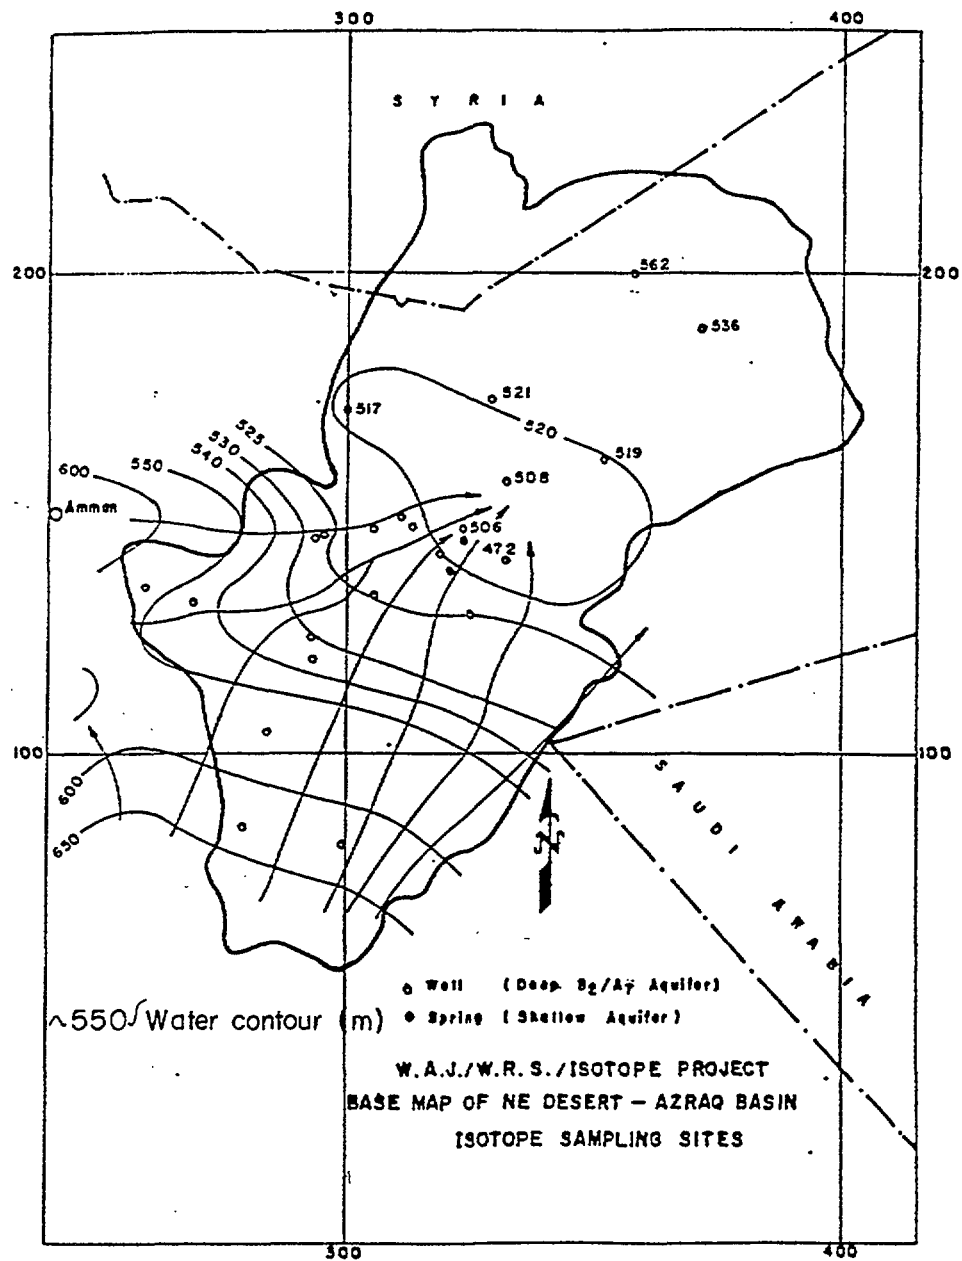 300 400
S Y R I A
200 200
562
536
521
517
520
525
530
540
550
600
519
508
Amman
506
472
100 100
600
650
SAUDI ARABIA
N
Well (Deep B2/A7 Aquifer)
~550 Water contour (m)
Spring (Shallow Aquifer)
W.A.J./W.R.S./ISOTOPE PROJECT
BASE MAP OF NE DESERT – AZRAQ BASIN
ISOTOPE SAMPLING SITES
300 400